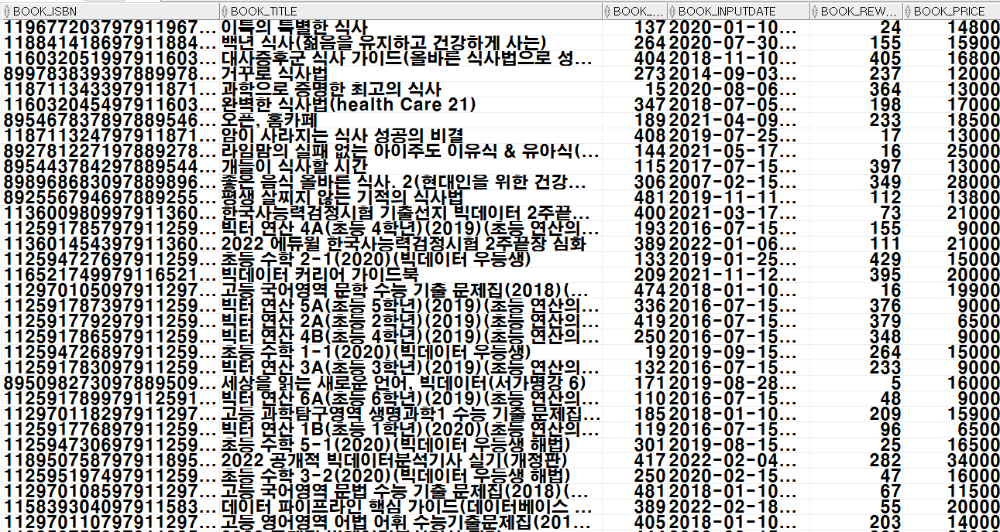 BOOK_ISBN BOOK_TITLE BOOK_... BOOK_INPUTDATE BOOK_REW... BOOK_PRICE
119677203797911967... 이특의 특별한 식사 137 2020-01-10... 24 14800
118841418697911884... 백년 식사(젊음을 유지하고 건강하게 사는) 264 2020-07-30... 155 15900
116032051997911603... 대사증후군 식사 가이드(올바른 식사법으로 성... 404 2018-11-10... 405 16800
899783839397889978... 거꾸로 식사법 273 2014-09-03... 237 12000
118711343397911871... 과학으로 증명한 최고의 식사 15 2020-08-06... 364 13000
116032045497911603... 완벽한 식사법(health Care 21) 347 2018-07-05... 198 17000
895467837897889546... 오픈, 홈카페 189 2021-04-09... 233 18500
118711324797911871... 암이 사라지는 식사 성공의 비결 408 2019-07-25... 17 13000
892781227197889278... 라임맘의 실패 없는 아이주도 이유식 & 유아식(... 144 2021-05-17... 16 25000
895443784297889544... 개들이 식사할 시간 115 2017-07-15... 397 13000
898968683097889896... 좋은 음식 올바른 식사. 2(현대인을 위한 건강... 306 2007-02-15... 349 28000
892556794697889255... 평생 살찌지 않는 기적의 식사법 481 2019-11-11... 112 13800
113600980997911360... 한국사능력검정시험 기출선지 빅데이터 2주끝... 400 2021-03-17... 73 21000
112591785797911259... 빅터 연산 4A(초등 4학년)(2019)(초등 연산의... 193 2016-07-15... 155 9000
113601454397911360... 2022 에듀윌 한국사능력검정시험 2주끝장 심화 389 2022-01-06... 111 21000
112594727697911259... 초등 수학 2-1(2020)(빅데이터 우등생) 133 2019-01-25... 429 15000
116521749979116521... 빅데이터 커리어 가이드북 209 2021-11-12... 395 20000
112970105097911297... 고등 국어영역 문학 수능 기출 문제집(2018)(... 474 2018-01-10... 16 19900
112591787397911259... 빅터 연산 5A(초등 5학년)(2019)(초등 연산의... 336 2016-07-15... 376 9000
112591779297911259... 빅터 연산 2A(초등 2학년)(2019)(초등 연산의... 419 2016-07-15... 379 6500
112591786597911259... 빅터 연산 4B(초등 4학년)(2019)(초등 연산의... 250 2016-07-15... 348 9000
112594726897911259... 초등 수학 1-1(2020)(빅데이터 우등생) 19 2019-09-15... 264 15000
112591783097911259... 빅터 연산 3A(초등 3학년)(2019)(초등 연산의... 132 2016-07-15... 233 9000
895098273097889509... 세상을 읽는 새로운 언어, 빅데이터(서가명강 6) 171 2019-08-28... 5 16000
112591789979112591... 빅터 연산 6A(초등 6학년)(2019)(초등 연산의... 110 2016-07-15... 48 9000
112970118297911297... 고등 과학탐구영역 생명과학1 수능 기출 문제집... 185 2018-01-10... 209 15900
112591776897911259... 빅터 연산 1B(초등 1학년)(2020)(초등 연산의... 119 2016-07-15... 96 6500
112594730697911259... 초등 수학 5-1(2020)(빅데이터 우등생 해법) 301 2019-08-15... 25 16500
118950758797911895... 2022 공개적 빅데이터분석기사 실기(개정판) 417 2022-02-04... 282 34000
112595197497911259... 초등 수학 3-2(2020)(빅데이터 우등생 해법) 250 2020-02-15... 47 16000
112970108597911297... 고등 국어영역 문법 수능 기출 문제집(2018)(... 481 2018-01-10... 67 11500
115839304097911583... 데이터 파이프라인 핵심 가이드(데이터베이스 ... 389 2022-02-18... 55 20000
112970110797911297... 고등 영어영역 어법 어휘 수능기출문제집(201... 405 2018-01-10... 203 14000